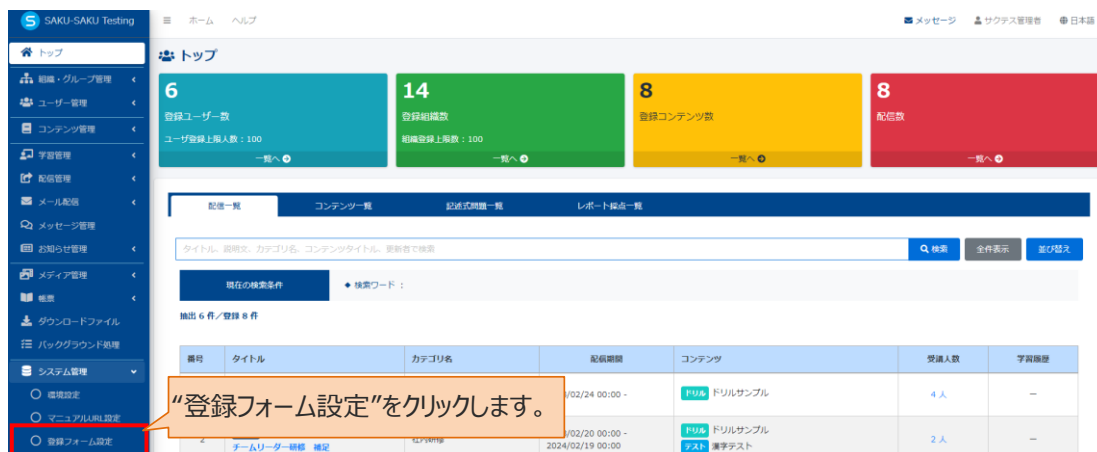 SAKU-SAKU Testing
ホーム ヘルプ
メッセージ サクテス管理者 日本語
トップ
組織・グループ管理
ユーザー管理
コンテンツ管理
学習管理
配信管理
メール配信
メッセージ管理
お知らせ管理
メディア管理
帳票
ダウンロードファイル
バックグラウンド処理
システム管理
環境設定
マニュアルURL設定
登録フォーム設定
トップ
6
登録ユーザー数
ユーザ登録上限人数：100
一覧へ
14
登録組織数
組織登録上限数：100
一覧へ
8
登録コンテンツ数
一覧へ
8
配信数
一覧へ
配信一覧 コンテンツ一覧 記述式問題一覧 レポート採点一覧
タイトル、説明文、カテゴリ名、コンテンツタイトル、更新者で検索
検索 全件表示 並び替え
現在の検索条件 ◆ 検索ワード：
抽出 6 件／登録 8 件
番号 タイトル カテゴリ名 配信期間 コンテンツ 受講人数 学習履歴
/02/24 00:00 - ドリル ドリルサンプル 4 人 －
“登録フォーム設定”をクリックします。
2 チームリーダー研修 補足 社内研修 /02/20 00:00 - 2024/02/19 00:00 ドリル ドリルサンプル 2 人 －
テスト 漢字テスト